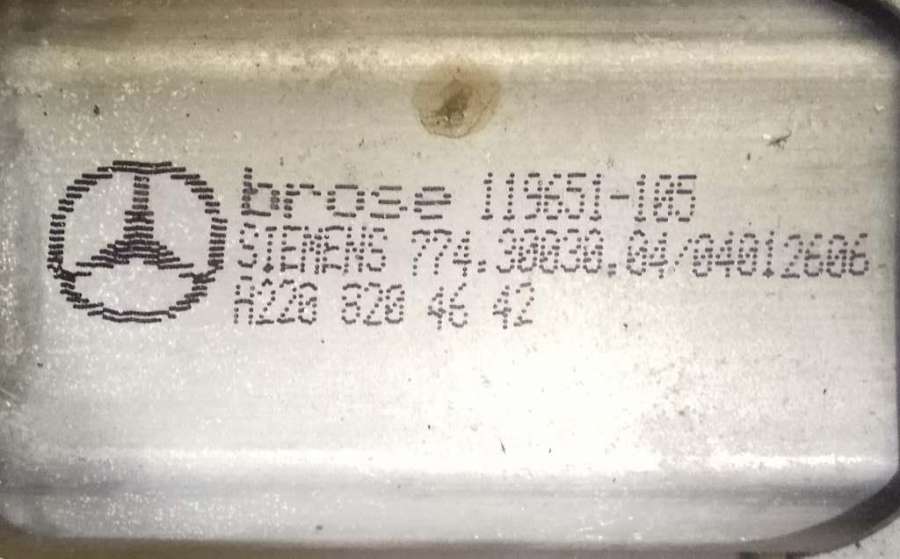 brose 119651-105
SIEMENS 774.30030.04/04012606
A220 820 46 42